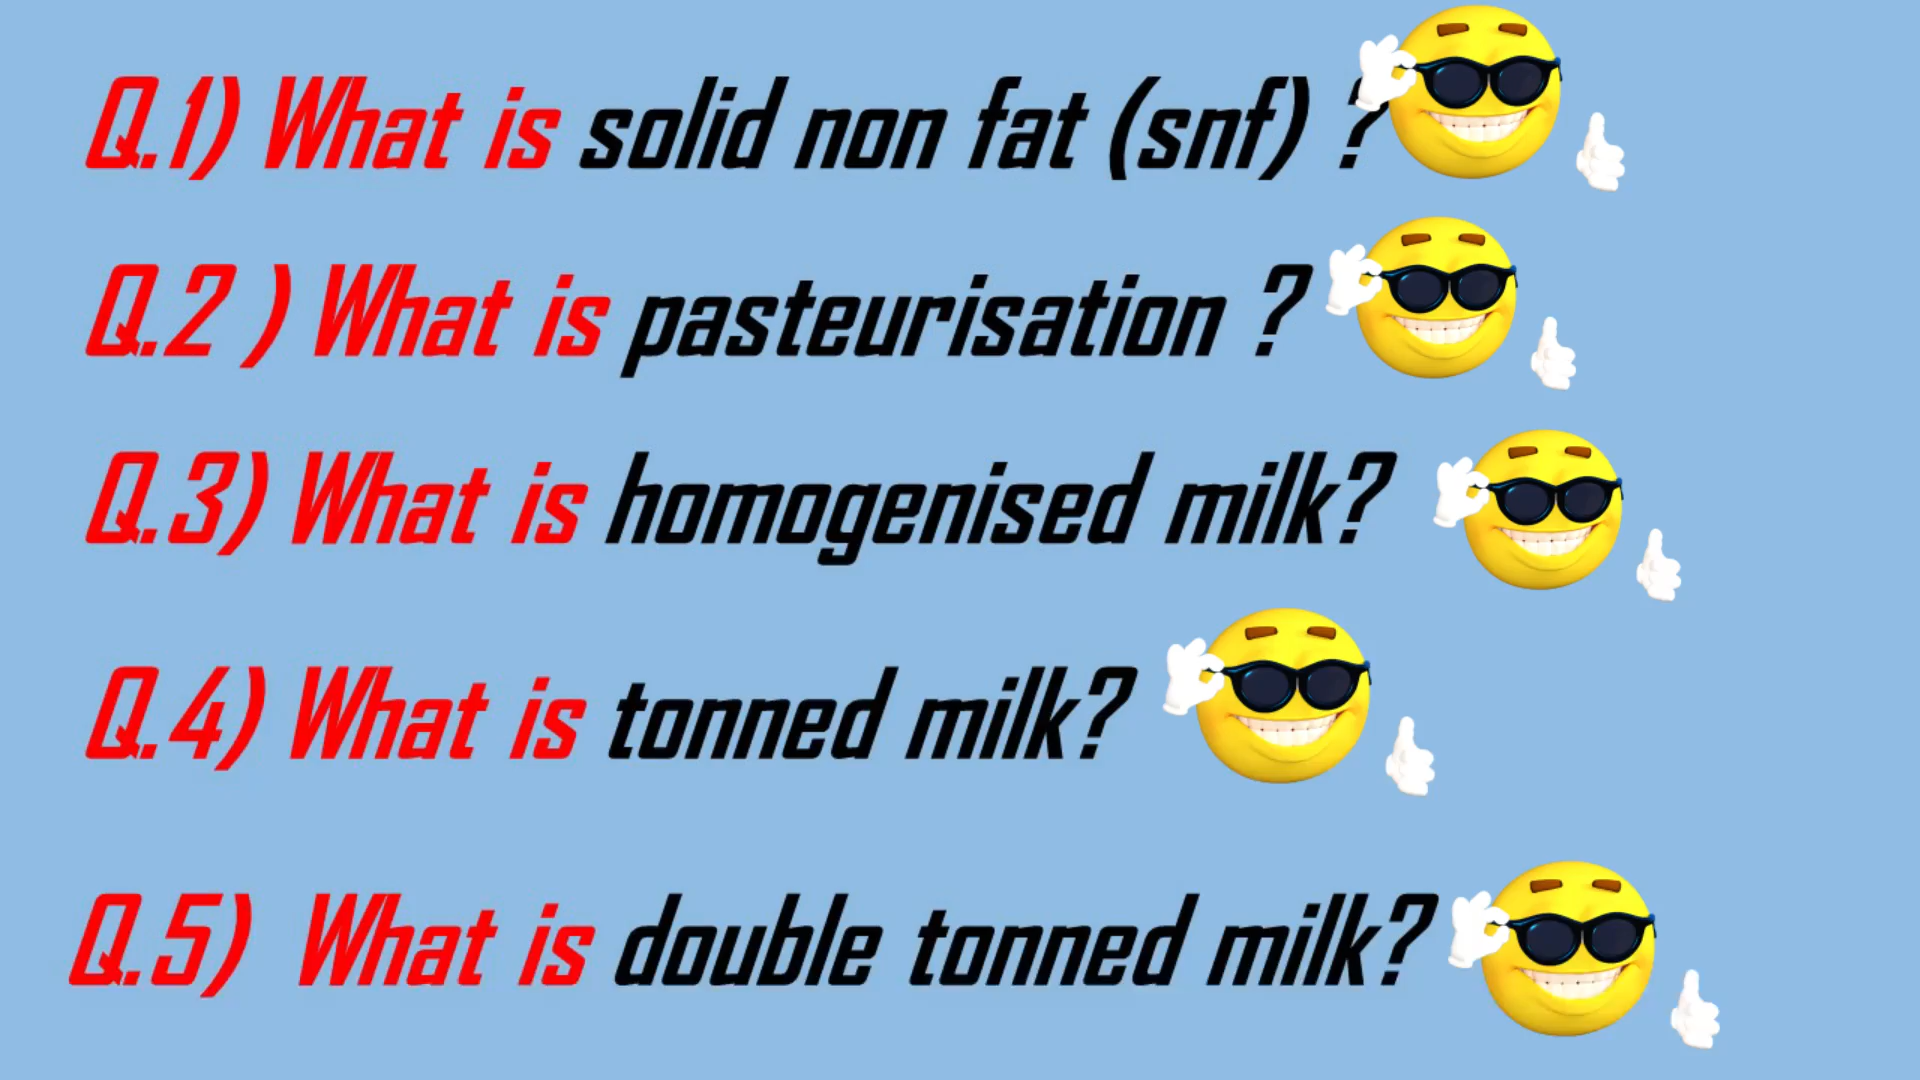 Q.1) What is solid non fat (snf) ?
Q.2 ) What is pasteurisation ?
Q.3) What is homogenised milk?
Q.4) What is tonned milk?
Q.5) What is double tonned milk?